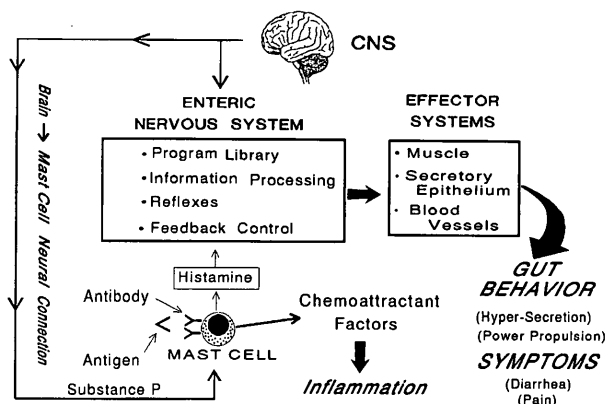 CNS
ENTERIC
NERVOUS SYSTEM
• Program Library
• Information Processing
• Reflexes
• Feedback Control
EFFECTOR
SYSTEMS
• Muscle
• Secretory
Epithelium
• Blood
Vessels
Brain → Mast Cell Neural Connection
Histamine
Antibody
Antigen
MAST CELL
Substance P
Chemoattractant
Factors
Inflammation
GUT
BEHAVIOR
(Hyper-Secretion)
(Power Propulsion)
SYMPTOMS
(Diarrhea)
(Pain)